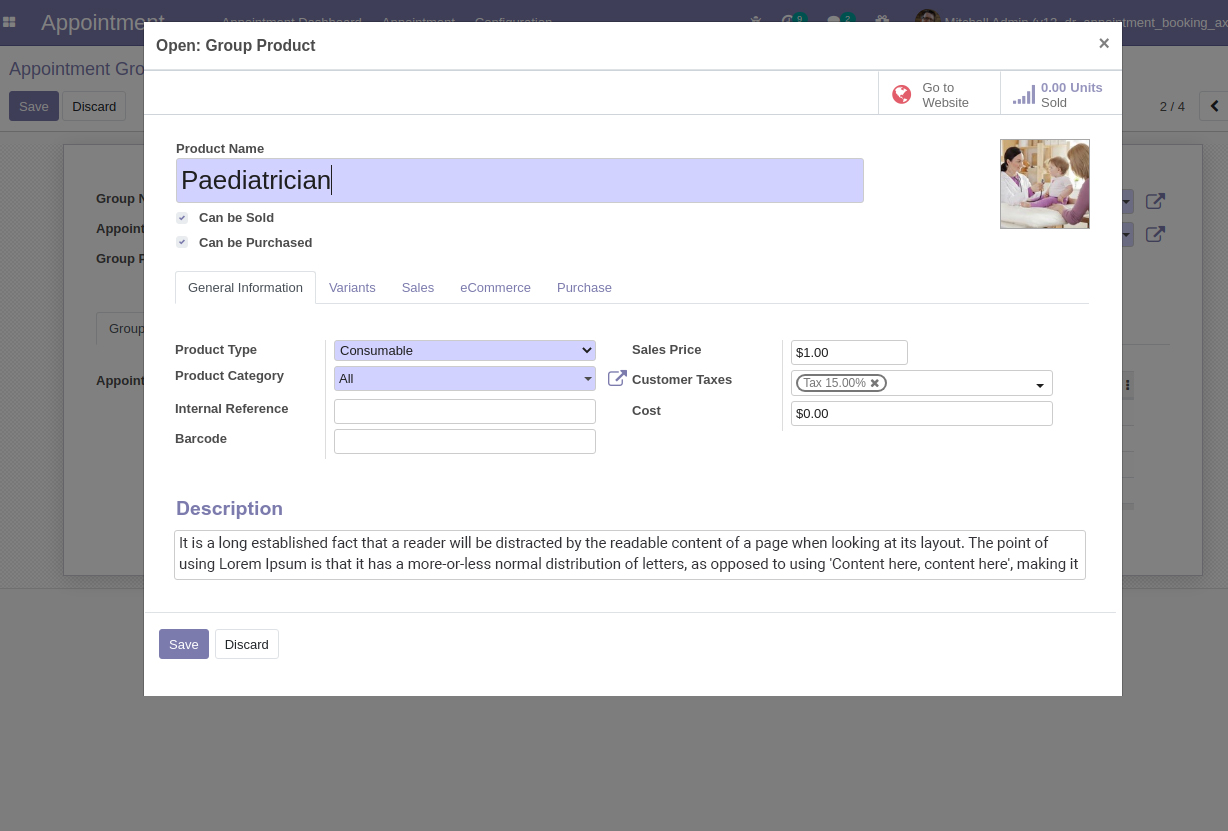 Appointment
Mitchell Admin
Open: Group Product
×
Appointment Gro
Save
Discard
2 / 4
Go to
Website
0.00 Units
Sold
Product Name
Paediatrician
Can be Sold
Can be Purchased
Group
Appoint
Group
General Information
Variants
Sales
eCommerce
Purchase
Group
Appoint
Product Type
Consumable
Product Category
All
Internal Reference
Barcode
Sales Price
$1.00
Customer Taxes
Tax 15.00%
Cost
$0.00
Description
It is a long established fact that a reader will be distracted by the readable content of a page when looking at its layout. The point of
using Lorem Ipsum is that it has a more-or-less normal distribution of letters, as opposed to using 'Content here, content here', making it
Save
Discard